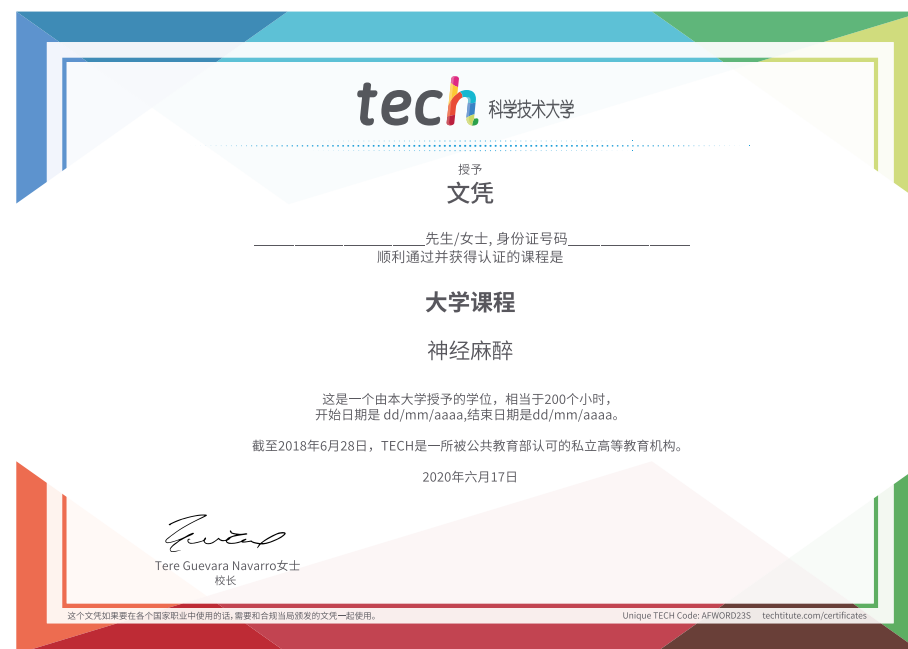 tech 科学技术大学
授予
文凭
先生/女士, 身份证号码
顺利通过并获得认证的课程是
大学课程
神经麻醉
这是一个由本大学授予的学位，相当于200个小时，
开始日期是 dd/mm/aaaa,结束日期是dd/mm/aaaa。
截至2018年6月28日，TECH是一所被公共教育部认可的私立高等教育机构。
2020年六月17日
Tere Guevara Navarro女士
校长
这个文凭如果要在各个国家职业中使用的话,需要和合规当局颁发的文凭一起使用。 Unique TECH Code: AFWORD23S techtitute.com/certificates